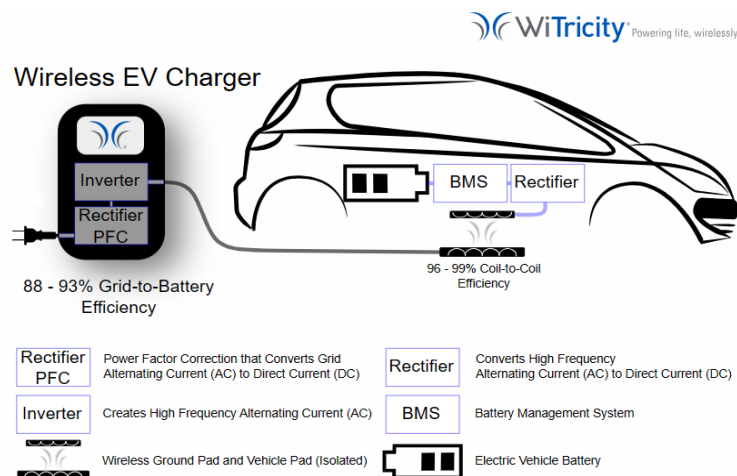 WiTricity Powering life, wirelessly
Wireless EV Charger
Inverter
Rectifier
PFC
BMS
Rectifier
96 - 99% Coil-to-Coil
Efficiency
88 - 93% Grid-to-Battery
Efficiency
Rectifier
PFC
Power Factor Correction that Converts Grid
Alternating Current (AC) to Direct Current (DC)
Rectifier
Converts High Frequency
Alternating Current (AC) to Direct Current (DC)
Inverter
Creates High Frequency Alternating Current (AC)
BMS
Battery Management System
Wireless Ground Pad and Vehicle Pad (Isolated)
Electric Vehicle Battery